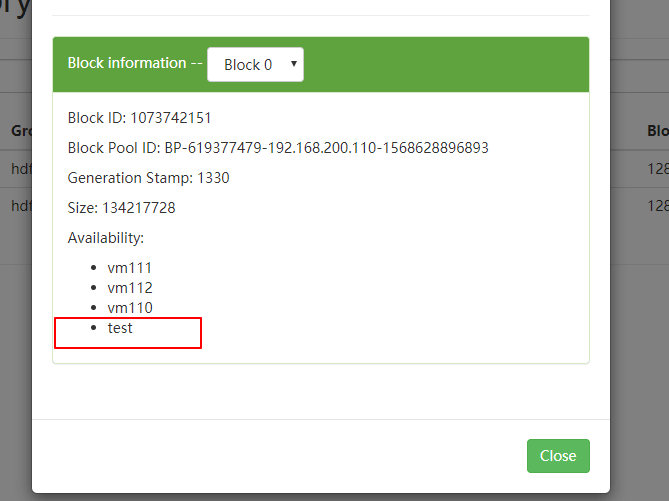 ry
Block information -- Block 0
Gro
Blo
Block ID: 1073742151
hdf
128
Block Pool ID: BP-619377479-192.168.200.110-1568628896893
Generation Stamp: 1330
hdf
128
Size: 134217728
Availability:
vm111
vm112
vm110
test
Close